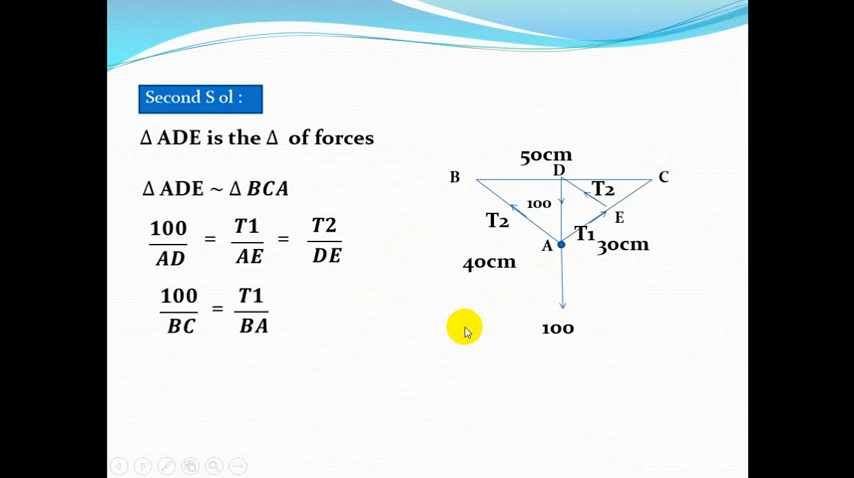 Second S ol :
Δ ADE is the Δ of forces
Δ ADE ~ Δ BCA
100/AD = T1/AE = T2/DE
100/BC = T1/BA
50cm
B D C
T2
100
E
T2
A T1 30cm
40cm
100